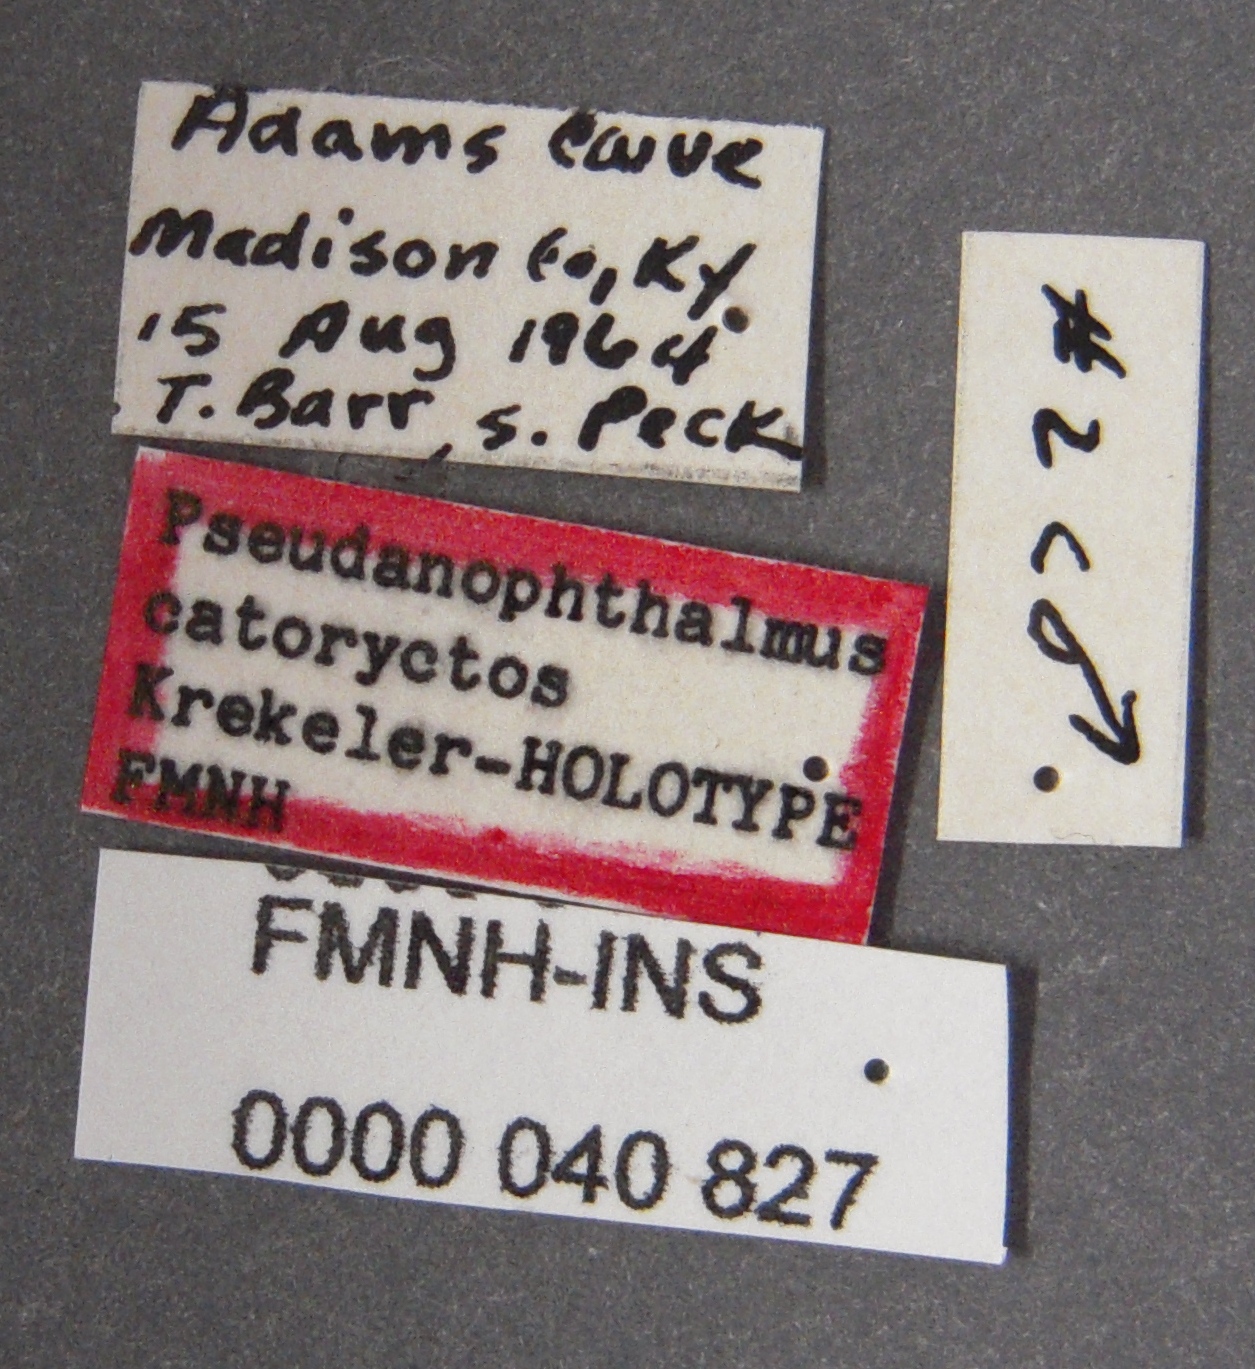 Adams Cave
Madison Co, Ky.
15 Aug 1964
T. Barr, S. Peck
Pseudanophthalmus
catoryctos
Krekeler-HOLOTYPE
FMNH
FMNH-INS
0000 040 827
# 2 c ♂